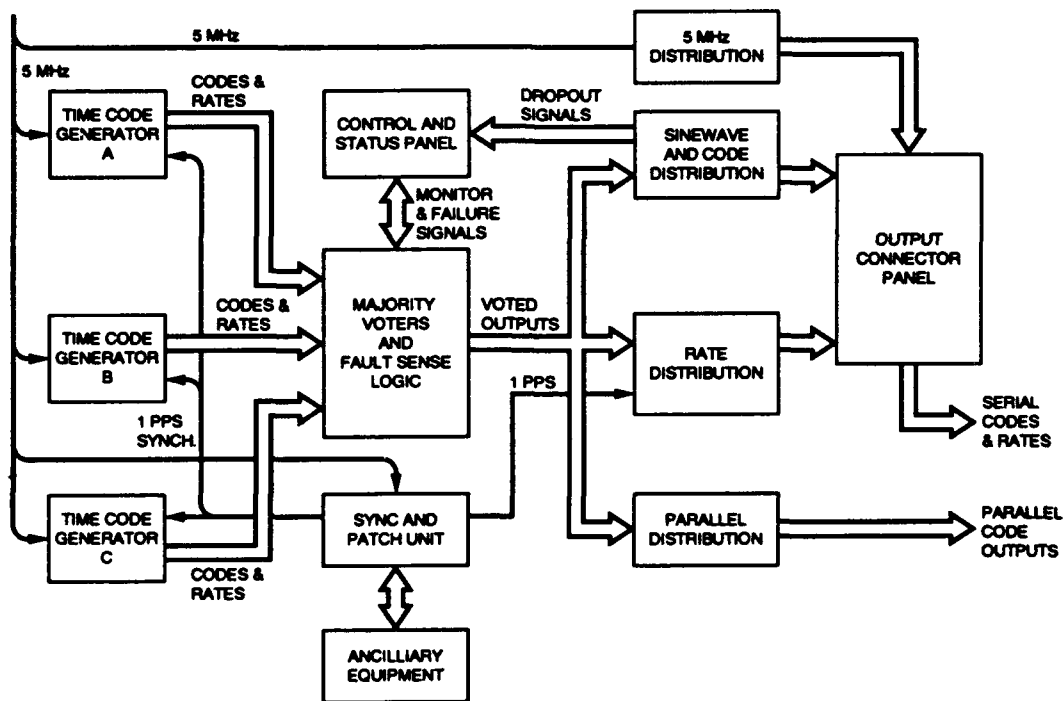 5 MHz
5 MHz
DISTRIBUTION
5 MHz
CODES &
RATES
TIME CODE
GENERATOR
A
CONTROL AND
STATUS PANEL
DROPOUT
SIGNALS
SINEWAVE
AND CODE
DISTRIBUTION
MONITOR
& FAILURE
SIGNALS
OUTPUT
CONNECTOR
PANEL
CODES &
RATES
TIME CODE
GENERATOR
B
MAJORITY
VOTERS
AND
FAULT SENSE
LOGIC
VOTED
OUTPUTS
RATE
DISTRIBUTION
1 PPS
1 PPS
SYNCH.
SERIAL
CODES
& RATES
TIME CODE
GENERATOR
C
CODES &
RATES
SYNC AND
PATCH UNIT
PARALLEL
DISTRIBUTION
PARALLEL
CODE
OUTPUTS
ANCILLIARY
EQUIPMENT